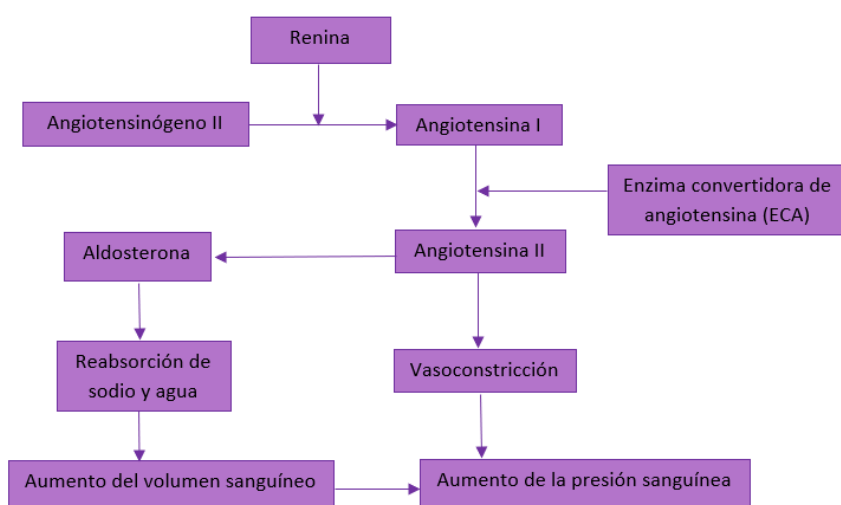 Renina
Angiotensinógeno II
Angiotensina I
Enzima convertidora de
angiotensina (ECA)
Aldosterona
Angiotensina II
Reabsorción de
sodio y agua
Vasoconstricción
Aumento del volumen sanguíneo
Aumento de la presión sanguínea